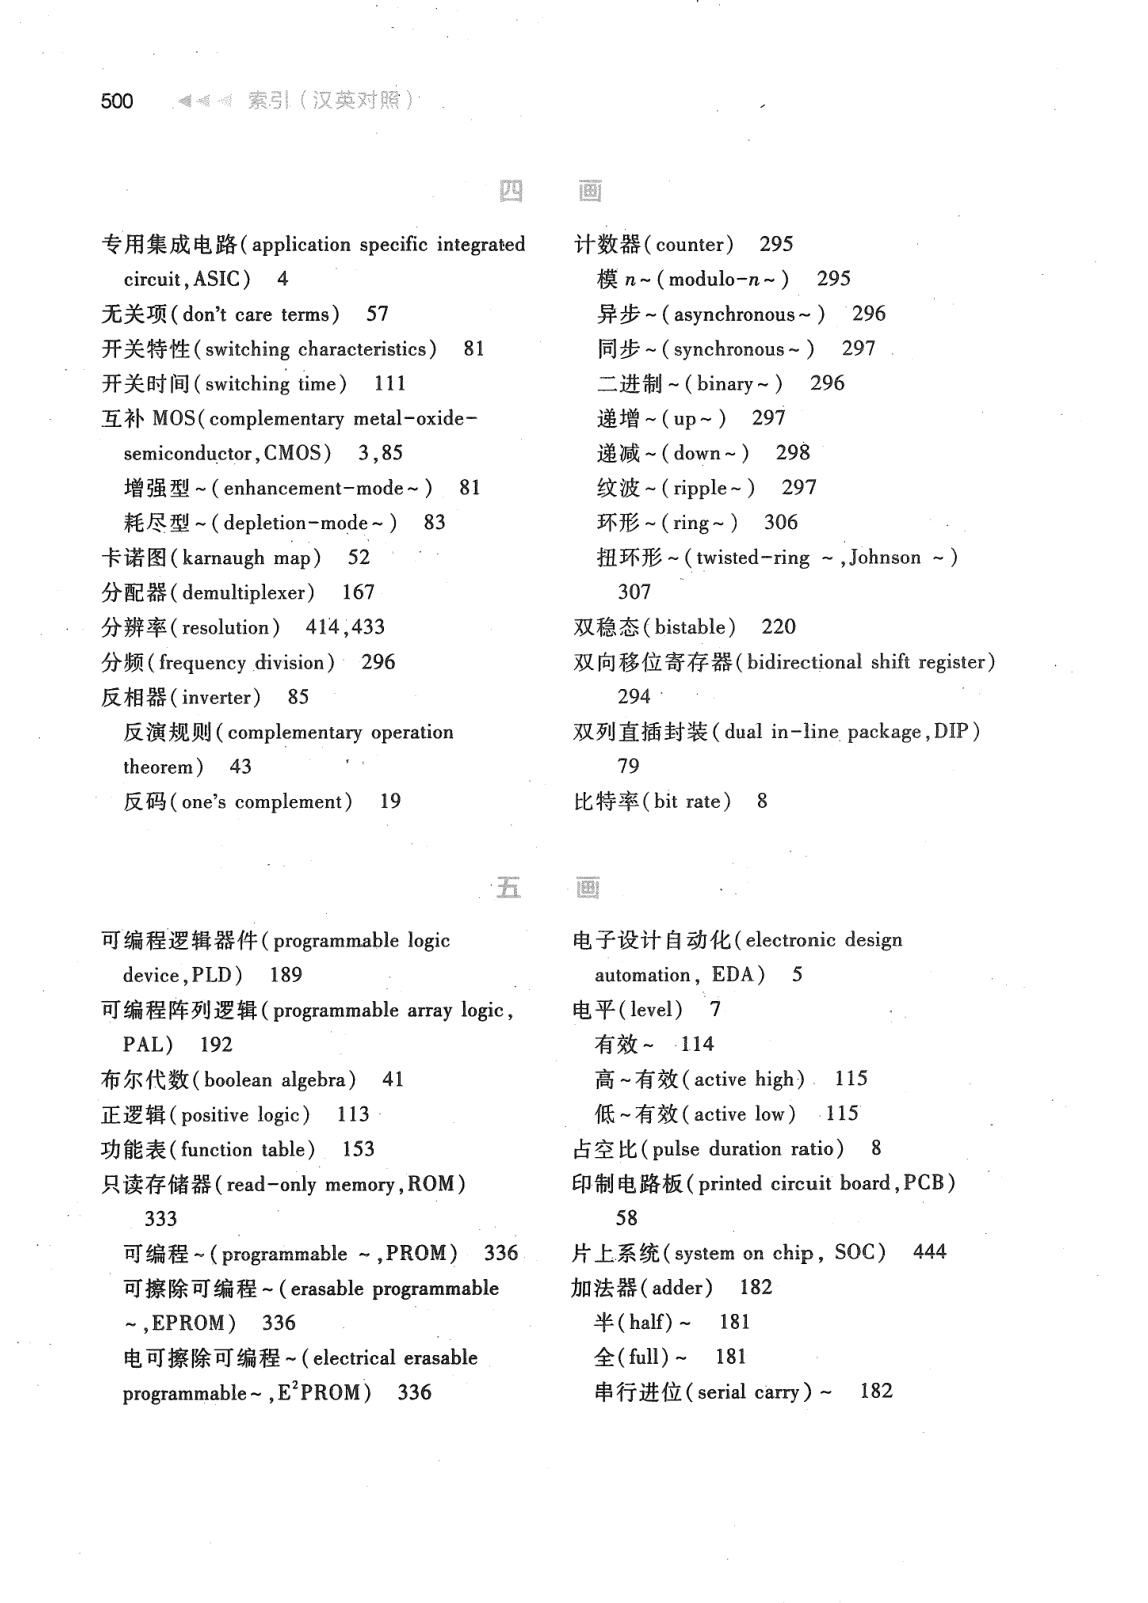 500 索引（汉英对照）
四 画
专用集成电路(application specific integrated
circuit,ASIC) 4
无关项(don't care terms) 57
开关特性(switching characteristics) 81
开关时间(switching time) 111
互补 MOS(complementary metal-oxide-
semiconductor,CMOS) 3,85
增强型~(enhancement-mode~) 81
耗尽型~(depletion-mode~) 83
卡诺图(karnaugh map) 52
分配器(demultiplexer) 167
分辨率(resolution) 414,433
分频(frequency division) 296
反相器(inverter) 85
反演规则(complementary operation
theorem) 43
反码(one's complement) 19
计数器(counter) 295
模 n~(modulo-n~) 295
异步~(asynchronous~) 296
同步~(synchronous~) 297
二进制~(binary~) 296
递增~(up~) 297
递减~(down~) 298
纹波~(ripple~) 297
环形~(ring~) 306
扭环形~(twisted-ring ~,Johnson ~)
307
双稳态(bistable) 220
双向移位寄存器(bidirectional shift register)
294
双列直插封装(dual in-line package,DIP)
79
比特率(bit rate) 8
五 画
可编程逻辑器件(programmable logic
device,PLD) 189
可编程阵列逻辑(programmable array logic,
PAL) 192
布尔代数(boolean algebra) 41
正逻辑(positive logic) 113
功能表(function table) 153
只读存储器(read-only memory,ROM)
333
可编程~(programmable ~,PROM) 336
可擦除可编程~(erasable programmable
~,EPROM) 336
电可擦除可编程~(electrical erasable
programmable~,E²PROM) 336
电子设计自动化(electronic design
automation, EDA) 5
电平(level) 7
有效~ 114
高~有效(active high) 115
低~有效(active low) 115
占空比(pulse duration ratio) 8
印制电路板(printed circuit board,PCB)
58
片上系统(system on chip, SOC) 444
加法器(adder) 182
半(half)~ 181
全(full)~ 181
串行进位(serial carry)~ 182